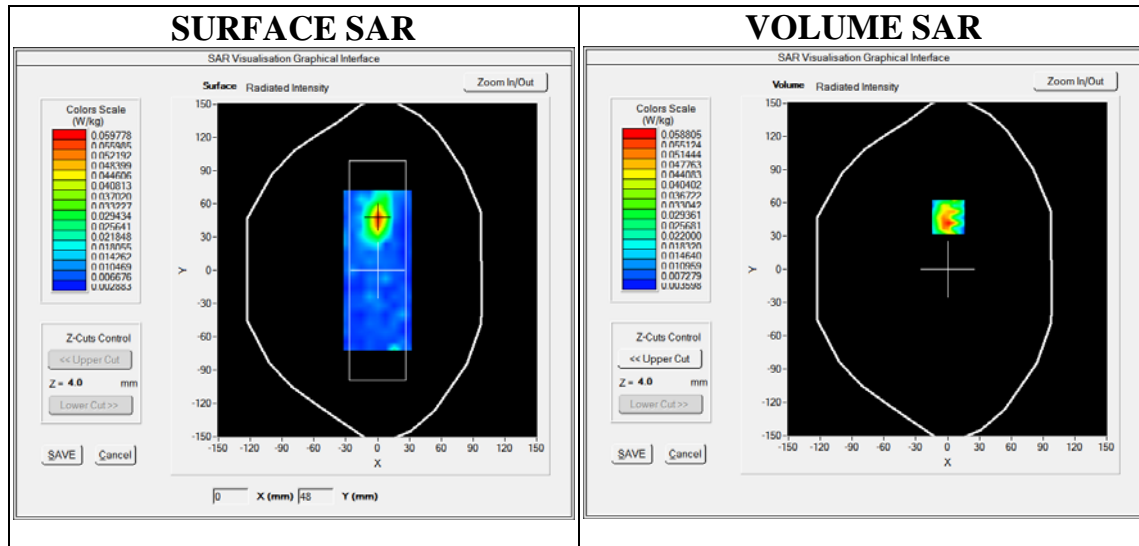 SURFACE SAR
SAR Visualisation Graphical Interface
Surface Radiated Intensity
Zoom In/Out
Colors Scale
(W/kg)
0.059778
0.055985
0.052192
0.048399
0.044606
0.040813
0.037020
0.033227
0.029434
0.025641
0.021848
0.018055
0.014262
0.010469
0.006676
0.002883
150
120
90
60
30
0
-30
-60
-90
-120
-150
Y
-150 -120 -90 -60 -30 0 30 60 90 120 150
X
Z-Cuts Control
<< Upper Cut
Z = 4.0 mm
Lower Cut >>
SAVE Cancel
0 X (mm) 48 Y (mm)
VOLUME SAR
SAR Visualisation Graphical Interface
Volume Radiated Intensity
Zoom In/Out
Colors Scale
(W/kg)
0.058805
0.055124
0.051444
0.047763
0.044083
0.040402
0.036722
0.033042
0.029361
0.025681
0.022000
0.018320
0.014640
0.010959
0.007279
0.003598
150
120
90
60
30
0
-30
-60
-90
-120
-150
Y
-150 -120 -90 -60 -30 0 30 60 90 120 150
X
Z-Cuts Control
<< Upper Cut
Z = 4.0 mm
Lower Cut >>
SAVE Cancel